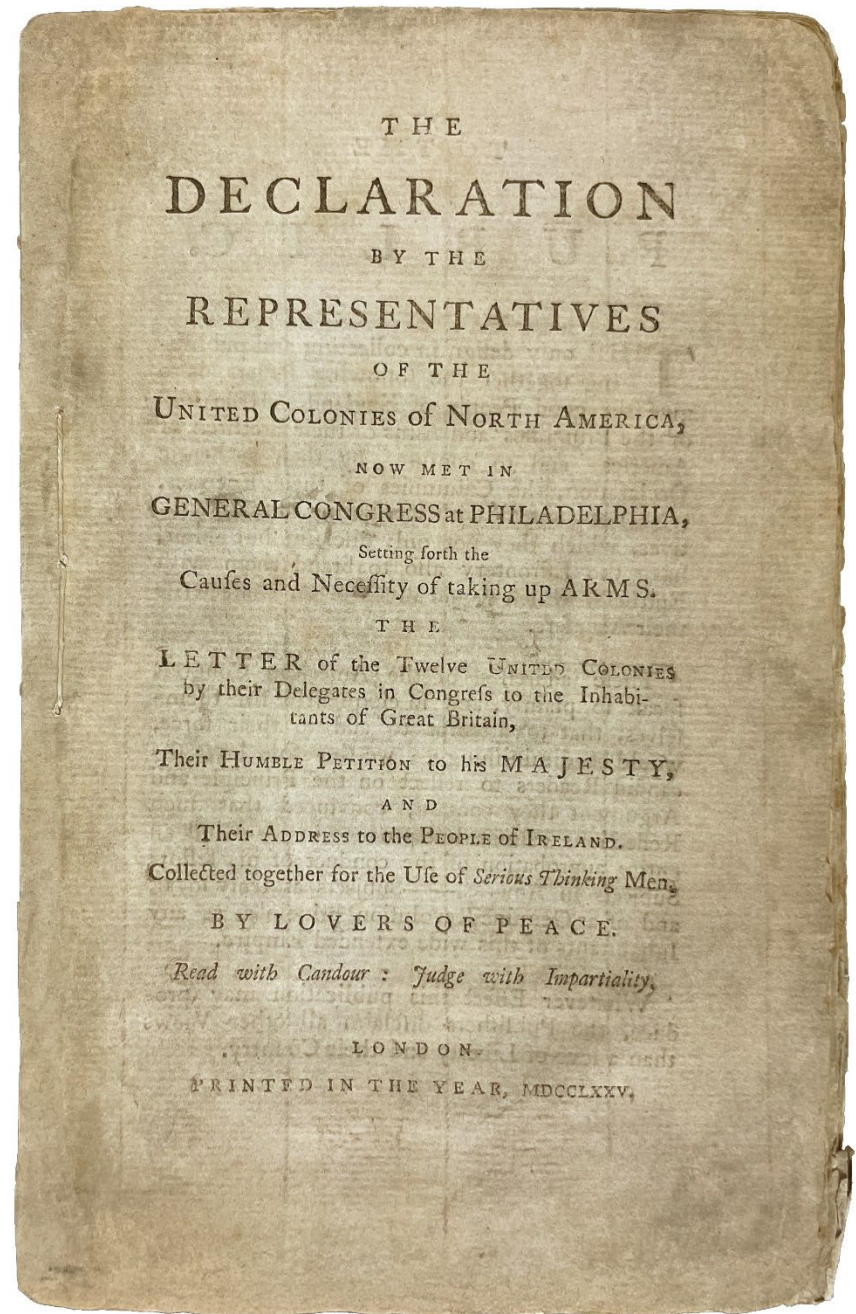 THE
DECLARATION
BY THE
REPRESENTATIVES
OF THE
UNITED COLONIES of NORTH AMERICA,
NOW MET IN
GENERAL CONGRESS at PHILADELPHIA,
Setting forth the
Cauſes and Neceſſity of taking up ARMS.
THE
LETTER of the Twelve UNITED COLONIES
by their Delegates in Congreſs to the Inhabi-
tants of Great Britain,
Their HUMBLE PETITION to his MAJESTY,
AND
Their ADDRESS to the PEOPLE of IRELAND.
Collected together for the Uſe of Serious Thinking Men,
BY LOVERS OF PEACE.
Read with Candour : Judge with Impartiality,
LONDON.
PRINTED IN THE YEAR, MDCCLXXV.